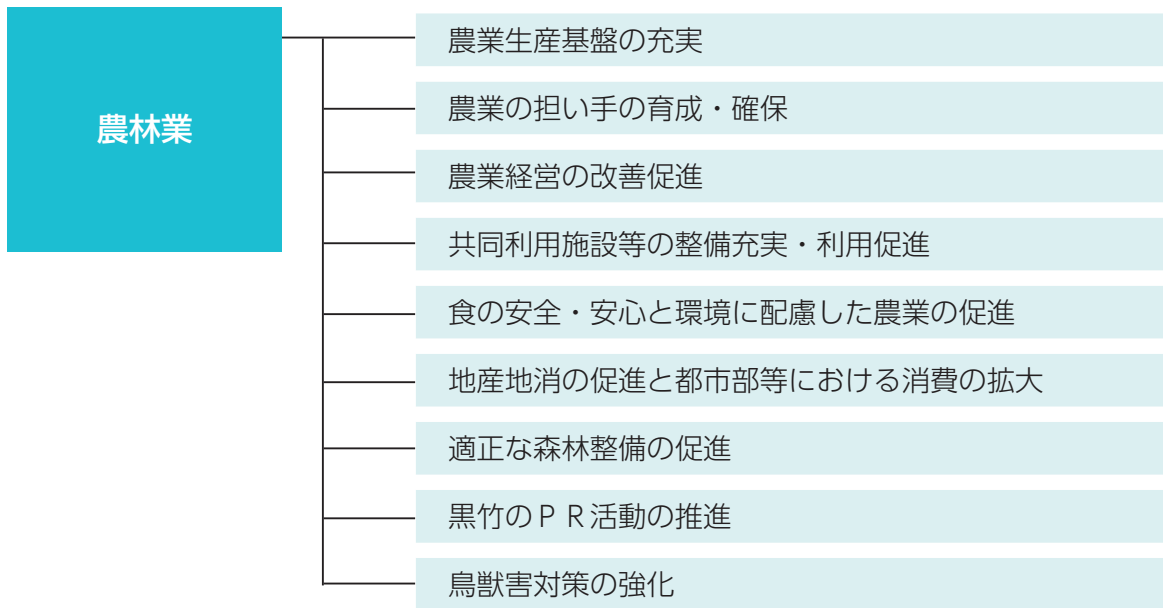 農林業
農業生産基盤の充実
農業の担い手の育成・確保
農業経営の改善促進
共同利用施設等の整備充実・利用促進
食の安全・安心と環境に配慮した農業の促進
地産地消の促進と都市部等における消費の拡大
適正な森林整備の促進
黒竹のＰＲ活動の推進
鳥獣害対策の強化